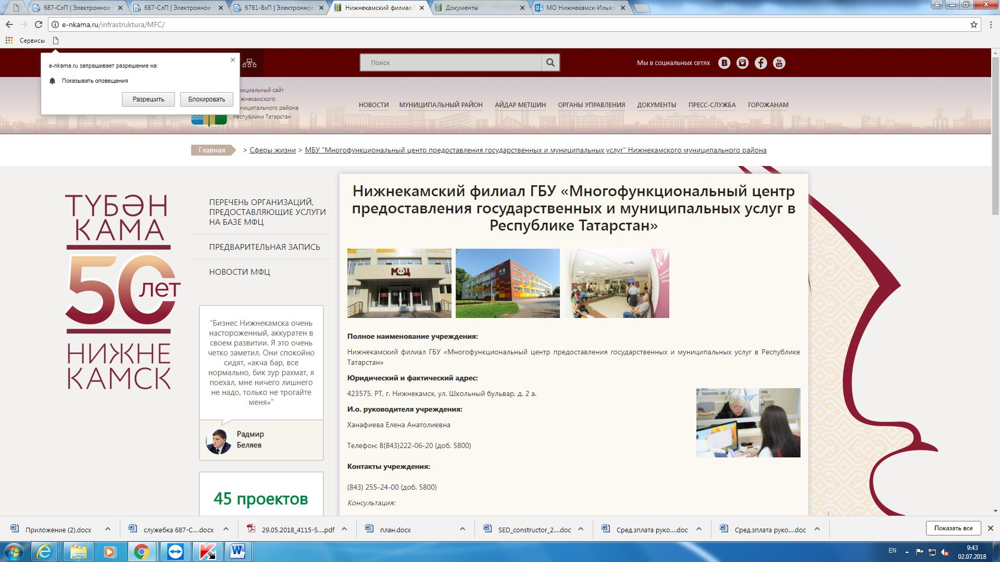 687-СлП | Электронное
687-СлП | Электронное
6781-ВхП | Электронное
Нижнекамский филиал
Документы
МО Нижнекамск-Ильяс
e-nkama.ru/infrastruktura/MFC/
Сервисы
e-nkama.ru запрашивает разрешение на:
Показывать оповещения
Разрешить
Блокировать
Поиск
Мы в социальных сетях
В
You Tube
официальный сайт
Нижнекамского
муниципального района
Республики Татарстан
НОВОСТИ
МУНИЦИПАЛЬНЫЙ РАЙОН
АЙДАР МЕТШИН
ОРГАНЫ УПРАВЛЕНИЯ
ДОКУМЕНТЫ
ПРЕСС-СЛУЖБА
ГОРОЖАНАМ
Главная > Сферы жизни > МБУ "Многофункциональный центр предоставления государственных и муниципальных услуг" Нижнекамского муниципального района
ТҮБӘН
КАМА
50
лет
НИЖНЕ
КАМСК
ПЕРЕЧЕНЬ ОРГАНИЗАЦИЙ,
ПРЕДОСТАВЛЯЮЩИЕ УСЛУГИ
НА БАЗЕ МФЦ
ПРЕДВАРИТЕЛЬНАЯ ЗАПИСЬ
НОВОСТИ МФЦ
“Бизнес Нижнекамска очень
настороженный, аккуратен в
своем развитии. Я это очень
четко заметил. Они спокойно
сидят, «акча бар, все
нормально, бик зур рахмат, я
поехал, мне ничего лишнего
не надо, только не трогайте
меня»”
Радмир
Беляев
45 проектов
Нижнекамский филиал ГБУ «Многофункциональный центр
предоставления государственных и муниципальных услуг в
Республике Татарстан»
МФЦ
Полное наименование учреждения:
Нижнекамский филиал ГБУ «Многофункциональный центр предоставления государственных и муниципальных услуг в Республике
Татарстан»
Юридический и фактический адрес:
423575, РТ, г. Нижнекамск, ул. Школьный бульвар, д. 2 а.
И.о. руководителя учреждения:
Ханафиева Елена Анатолиевна
Телефон: 8(843)222-06-20 (доб. 5800)
Контакты учреждения:
(843) 255-24-00 (доб. 5800)
Консультация:
Приложение (2).docx
служебка 687-С....docx
29.05.2018_4115-S....pdf
план.docx
SED_constructor_2....doc
Сред.зплата руко....doc
Сред.зплата руко....doc
Показать все
EN
9:43
02.07.2018